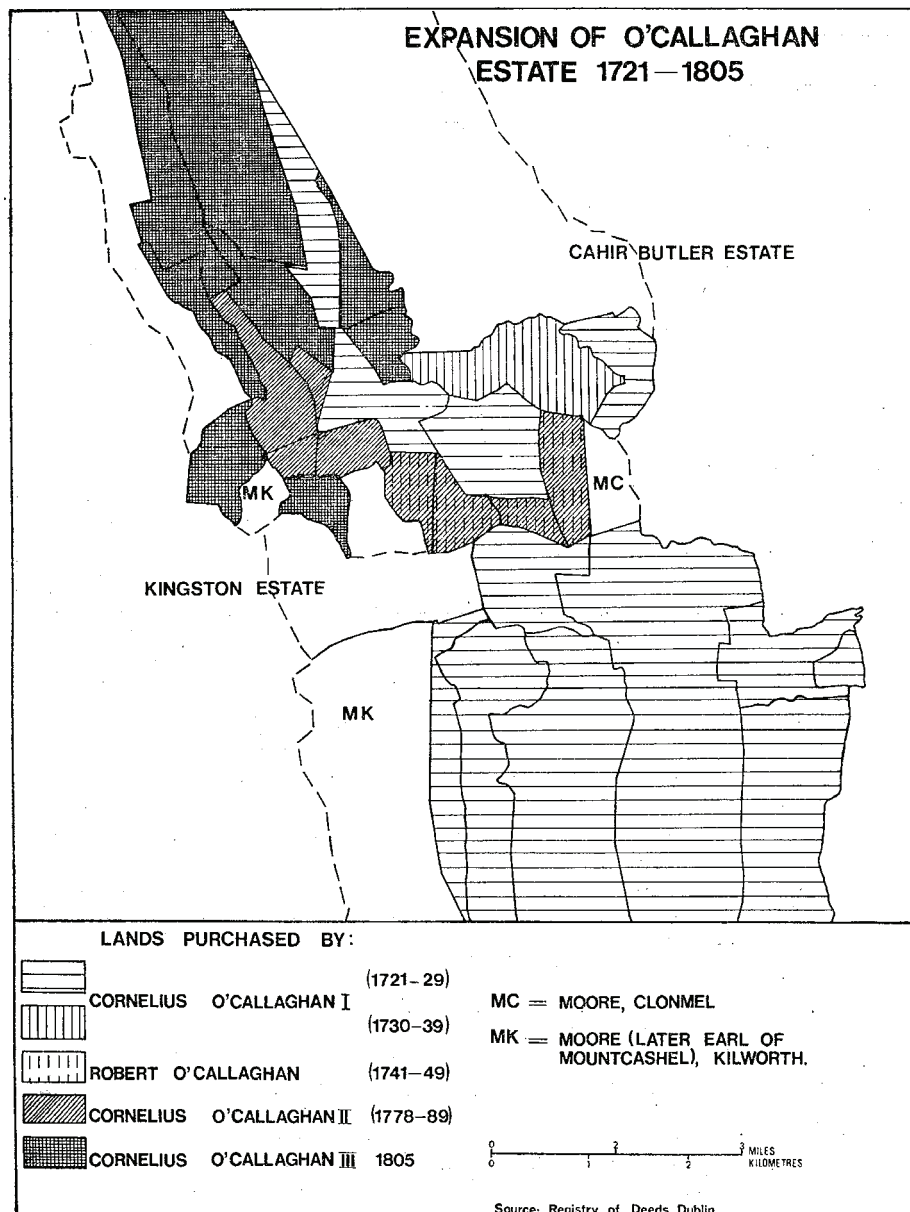 EXPANSION OF O'CALLAGHAN
ESTATE 1721—1805
CAHIR BUTLER ESTATE
MK
MC
KINGSTON ESTATE
MK
LANDS PURCHASED BY:
(1721–29)
CORNELIUS O'CALLAGHAN I
(1730–39)
ROBERT O'CALLAGHAN (1741–49)
CORNELIUS O'CALLAGHAN II (1778–89)
CORNELIUS O'CALLAGHAN III 1805
MC = MOORE, CLONMEL
MK = MOORE (LATER EARL OF
MOUNTCASHEL), KILWORTH.
0 2 3 MILES
0 1 2 KILOMETRES
Source: Registry of Deeds Dublin